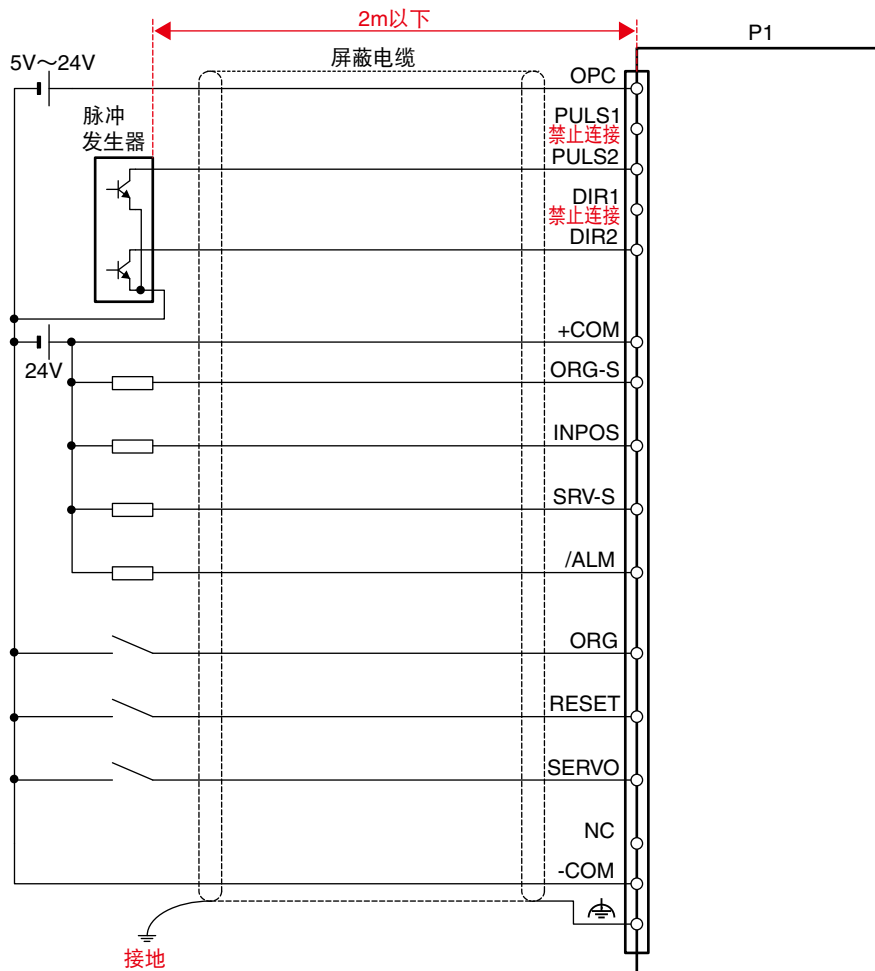 2m以下
P1
5V～24V
屏蔽电缆
OPC
脉冲
发生器
PULS1
禁止连接
PULS2
DIR1
禁止连接
DIR2
+COM
24V
ORG-S
INPOS
SRV-S
/ALM
ORG
RESET
SERVO
NC
-COM
接地